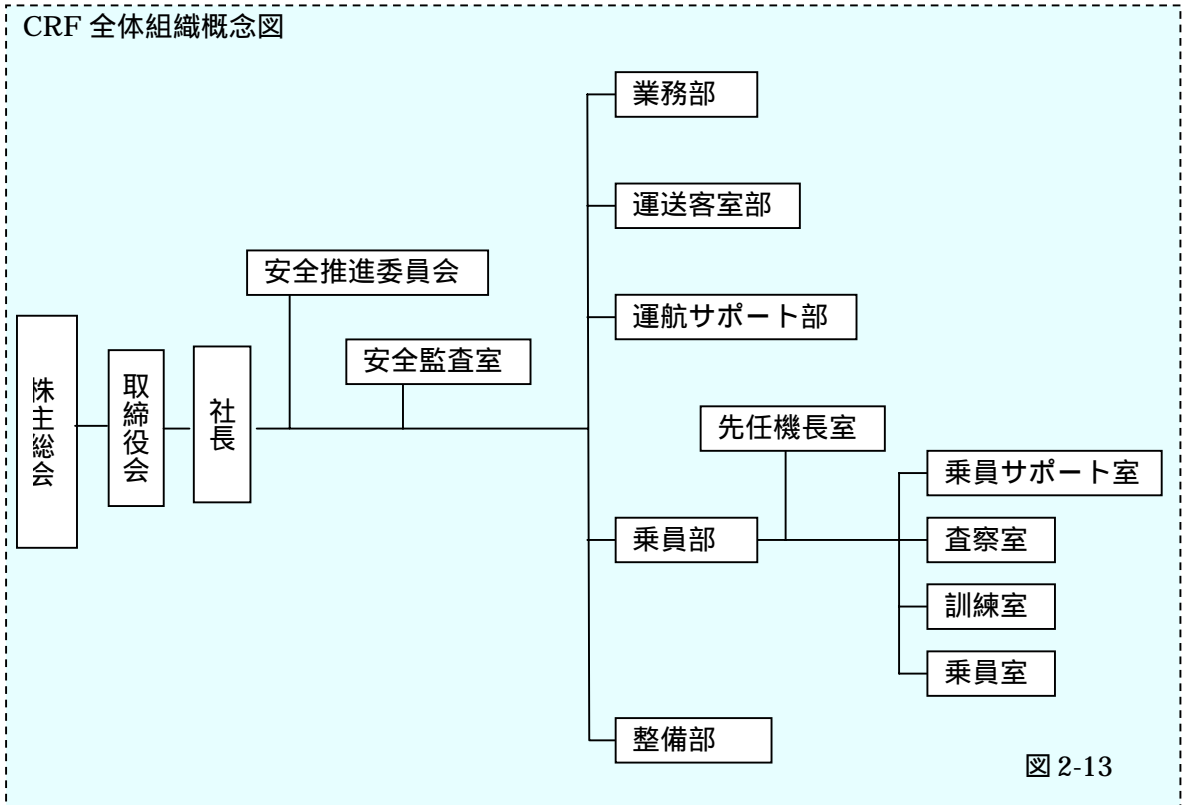 CRF 全体組織概念図
業務部
運送客室部
安全推進委員会
運航サポート部
安全監査室
株主総会
取締役会
社長
先任機長室
乗員サポート室
乗員部
査察室
訓練室
乗員室
整備部
図 2-13